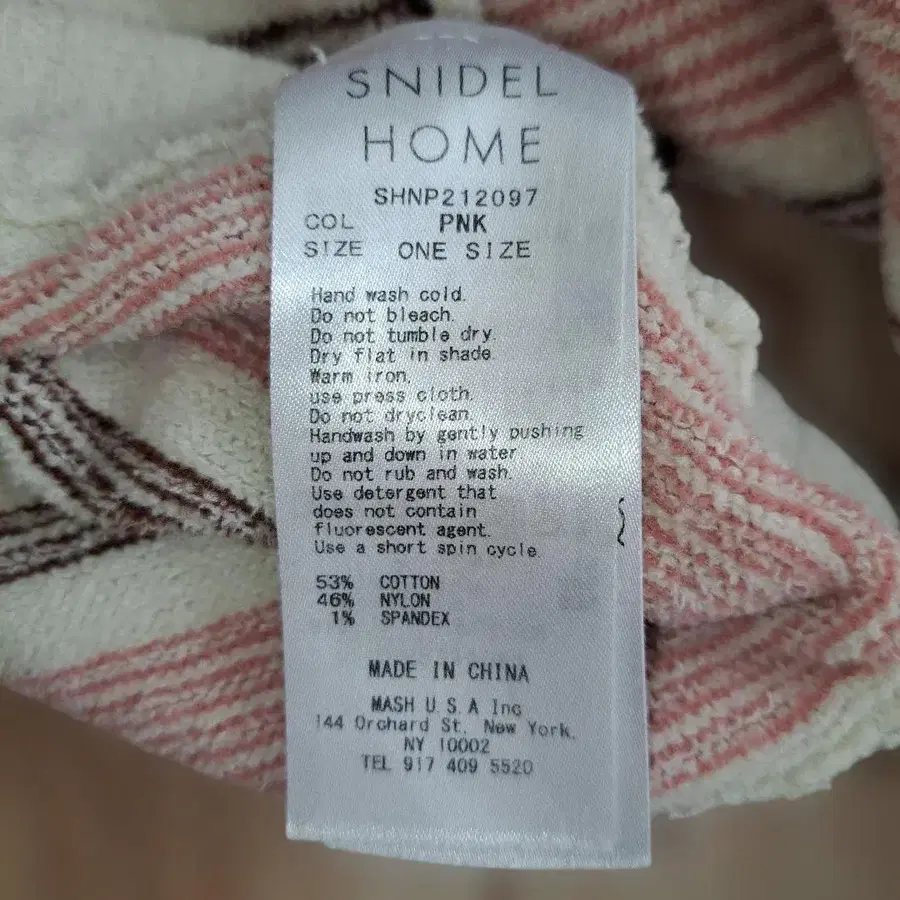 SNIDEL
HOME
SHNP212097
COL PNK
SIZE ONE SIZE
Hand wash cold.
Do not bleach.
Do not tumble dry.
Dry flat in shade.
Warm iron,
use press cloth.
Do not dryclean.
Handwash by gently pushing
up and down in water
Do not rub and wash.
Use detergent that
does not contain
fluorescent agent.
Use a short spin cycle
53% COTTON
46% NYLON
1% SPANDEX
MADE IN CHINA
MASH U.S.A Inc
144 Orchard St, New York,
NY 10002
TEL 917 409 5520